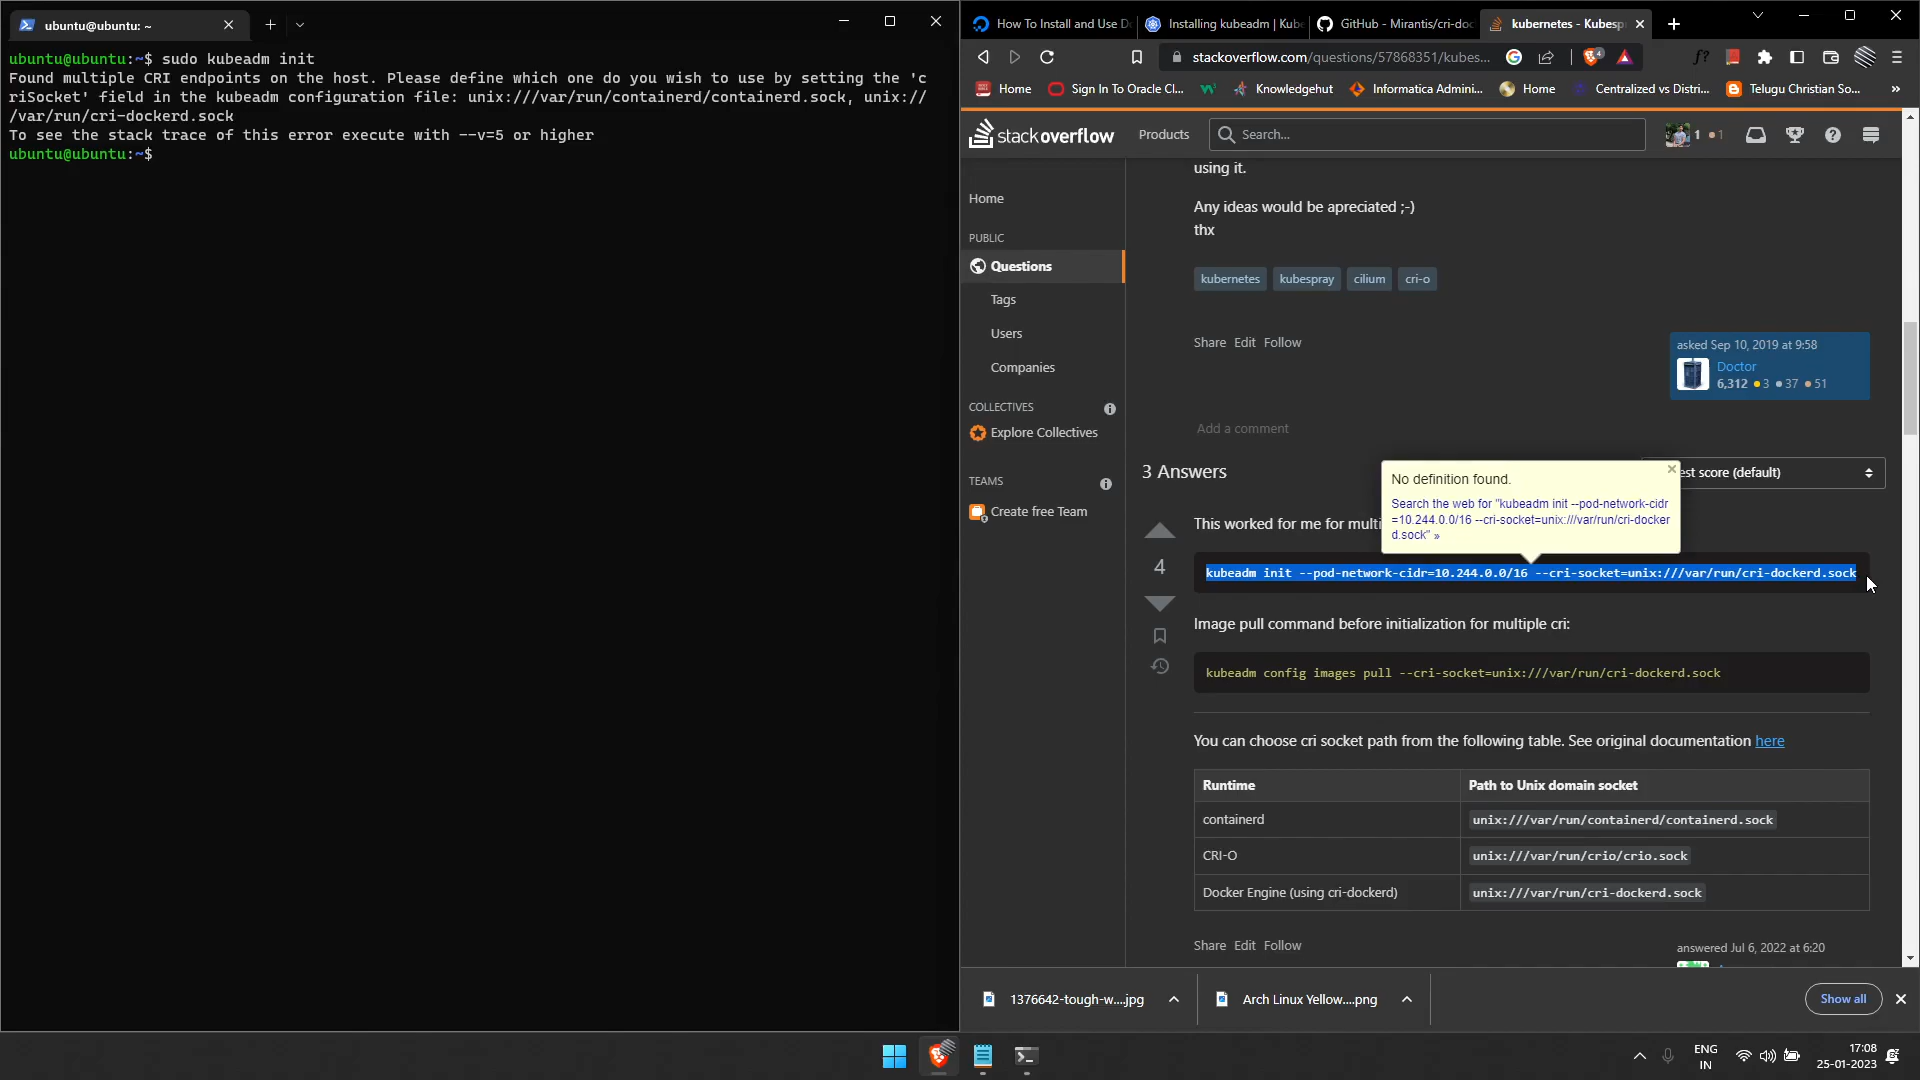 ubuntu@ubuntu: ~
ubuntu@ubuntu:~$ sudo kubeadm init
Found multiple CRI endpoints on the host. Please define which one do you wish to use by setting the 'c
riSocket' field in the kubeadm configuration file: unix:///var/run/containerd/containerd.sock, unix://
/var/run/cri-dockerd.sock
To see the stack trace of this error execute with --v=5 or higher
ubuntu@ubuntu:~$
How To Install and Use D
Installing kubeadm | Kube
GitHub - Mirantis/cri-doc
kubernetes - Kubesp
stackoverflow.com/questions/57868351/kubes...
4
f?
Home
Sign In To Oracle Cl...
Knowledgehut
Informatica Admini...
Home
Centralized vs Distri...
Telugu Christian So...
»
stackoverflow
Products
Search...
1
1
Home
PUBLIC
Questions
Tags
Users
Companies
COLLECTIVES
Explore Collectives
TEAMS
Create free Team
using it.
Any ideas would be apreciated ;-)
thx
kubernetes
kubespray
cilium
cri-o
Share Edit Follow
asked Sep 10, 2019 at 9:58
Doctor
6,312 3 37 51
Add a comment
3 Answers
est score (default)
No definition found.
Search the web for "kubeadm init --pod-network-cidr
=10.244.0.0/16 --cri-socket=unix:///var/run/cri-docker
d.sock" »
This worked for me for multi
4
kubeadm init --pod-network-cidr=10.244.0.0/16 --cri-socket=unix:///var/run/cri-dockerd.sock
Image pull command before initialization for multiple cri:
kubeadm config images pull --cri-socket=unix:///var/run/cri-dockerd.sock
You can choose cri socket path from the following table. See original documentation here
Runtime Path to Unix domain socket
containerd unix:///var/run/containerd/containerd.sock
CRI-O unix:///var/run/crio/crio.sock
Docker Engine (using cri-dockerd) unix:///var/run/cri-dockerd.sock
Share Edit Follow
answered Jul 6, 2022 at 6:20
1376642-tough-w....jpg
Arch Linux Yellow....png
Show all
ENG
IN
17:08
25-01-2023